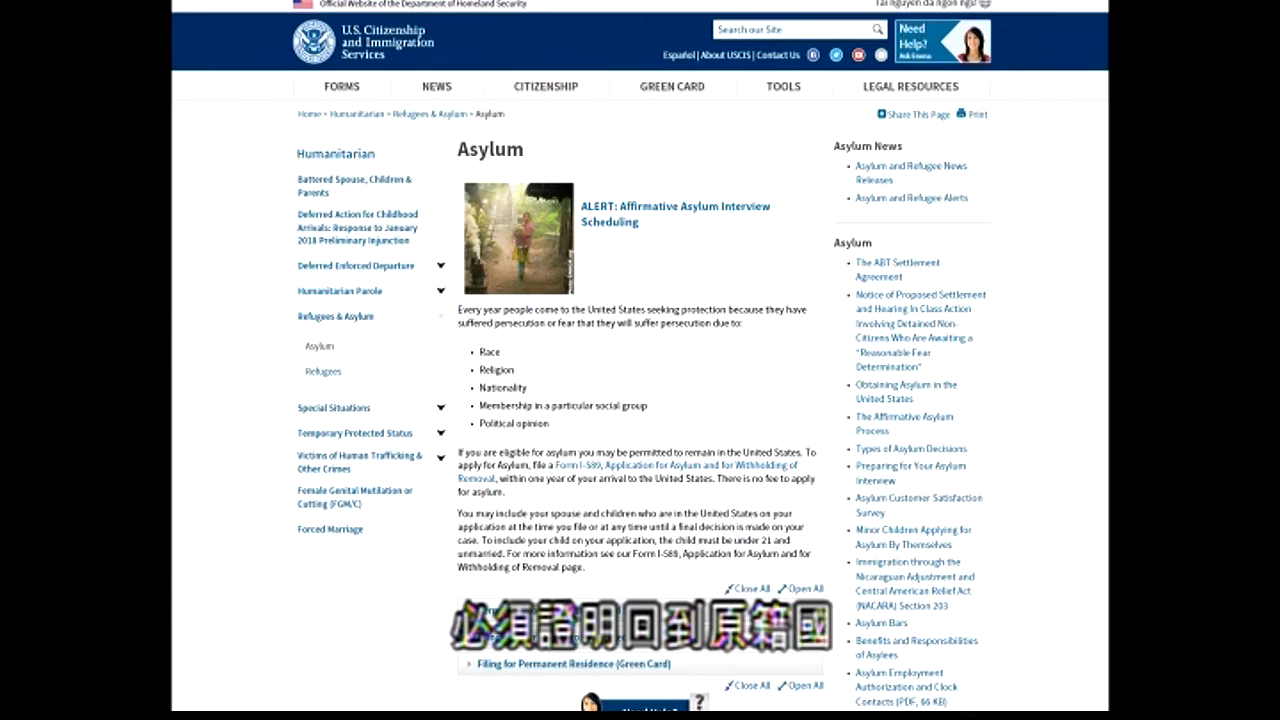 Official Website of the Department of Homeland Security
U.S. Citizenship
and Immigration
Services
Search our Site
Need
Help?
Ask Emma
Español | About USCIS | Contact Us
FORMS
NEWS
CITIZENSHIP
GREEN CARD
TOOLS
LEGAL RESOURCES
Home > Humanitarian > Refugees & Asylum > Asylum
Share This Page
Print
Humanitarian
Battered Spouse, Children &
Parents
Deferred Action for Childhood
Arrivals: Response to January
2018 Preliminary Injunction
Deferred Enforced Departure
Humanitarian Parole
Refugees & Asylum
Asylum
Refugees
Special Situations
Temporary Protected Status
Victims of Human Trafficking &
Other Crimes
Female Genital Mutilation or
Cutting (FGM/C)
Forced Marriage
Asylum
ALERT: Affirmative Asylum Interview
Scheduling
Every year people come to the United States seeking protection because they have
suffered persecution or fear that they will suffer persecution due to:
• Race
• Religion
• Nationality
• Membership in a particular social group
• Political opinion
If you are eligible for asylum you may be permitted to remain in the United States. To
apply for Asylum, file a Form I-589, Application for Asylum and for Withholding of
Removal, within one year of your arrival to the United States. There is no fee to apply
for asylum.
You may include your spouse and children who are in the United States on your
application at the time you file or at any time until a final decision is made on your
case. To include your child on your application, the child must be under 21 and
unmarried. For more information see our Form I-589, Application for Asylum and for
Withholding of Removal page.
Close All Open All
必須證明回到原籍國
Filing for Permanent Residence (Green Card)
Close All Open All
Need Help?
?
Asylum News
• Asylum and Refugee News
Releases
• Asylum and Refugee Alerts
Asylum
• The ABT Settlement
Agreement
• Notice of Proposed Settlement
and Hearing In Class Action
Involving Detained Non-
Citizens Who Are Awaiting a
"Reasonable Fear
Determination"
• Obtaining Asylum in the
United States
• The Affirmative Asylum
Process
• Types of Asylum Decisions
• Preparing for Your Asylum
Interview
• Asylum Customer Satisfaction
Survey
• Minor Children Applying for
Asylum By Themselves
• Immigration through the
Nicaraguan Adjustment and
Central American Relief Act
(NACARA) Section 203
• Asylum Bars
• Benefits and Responsibilities
of Asylees
• Asylum Employment
Authorization and Clock
Contacts (PDF, 66 KB)